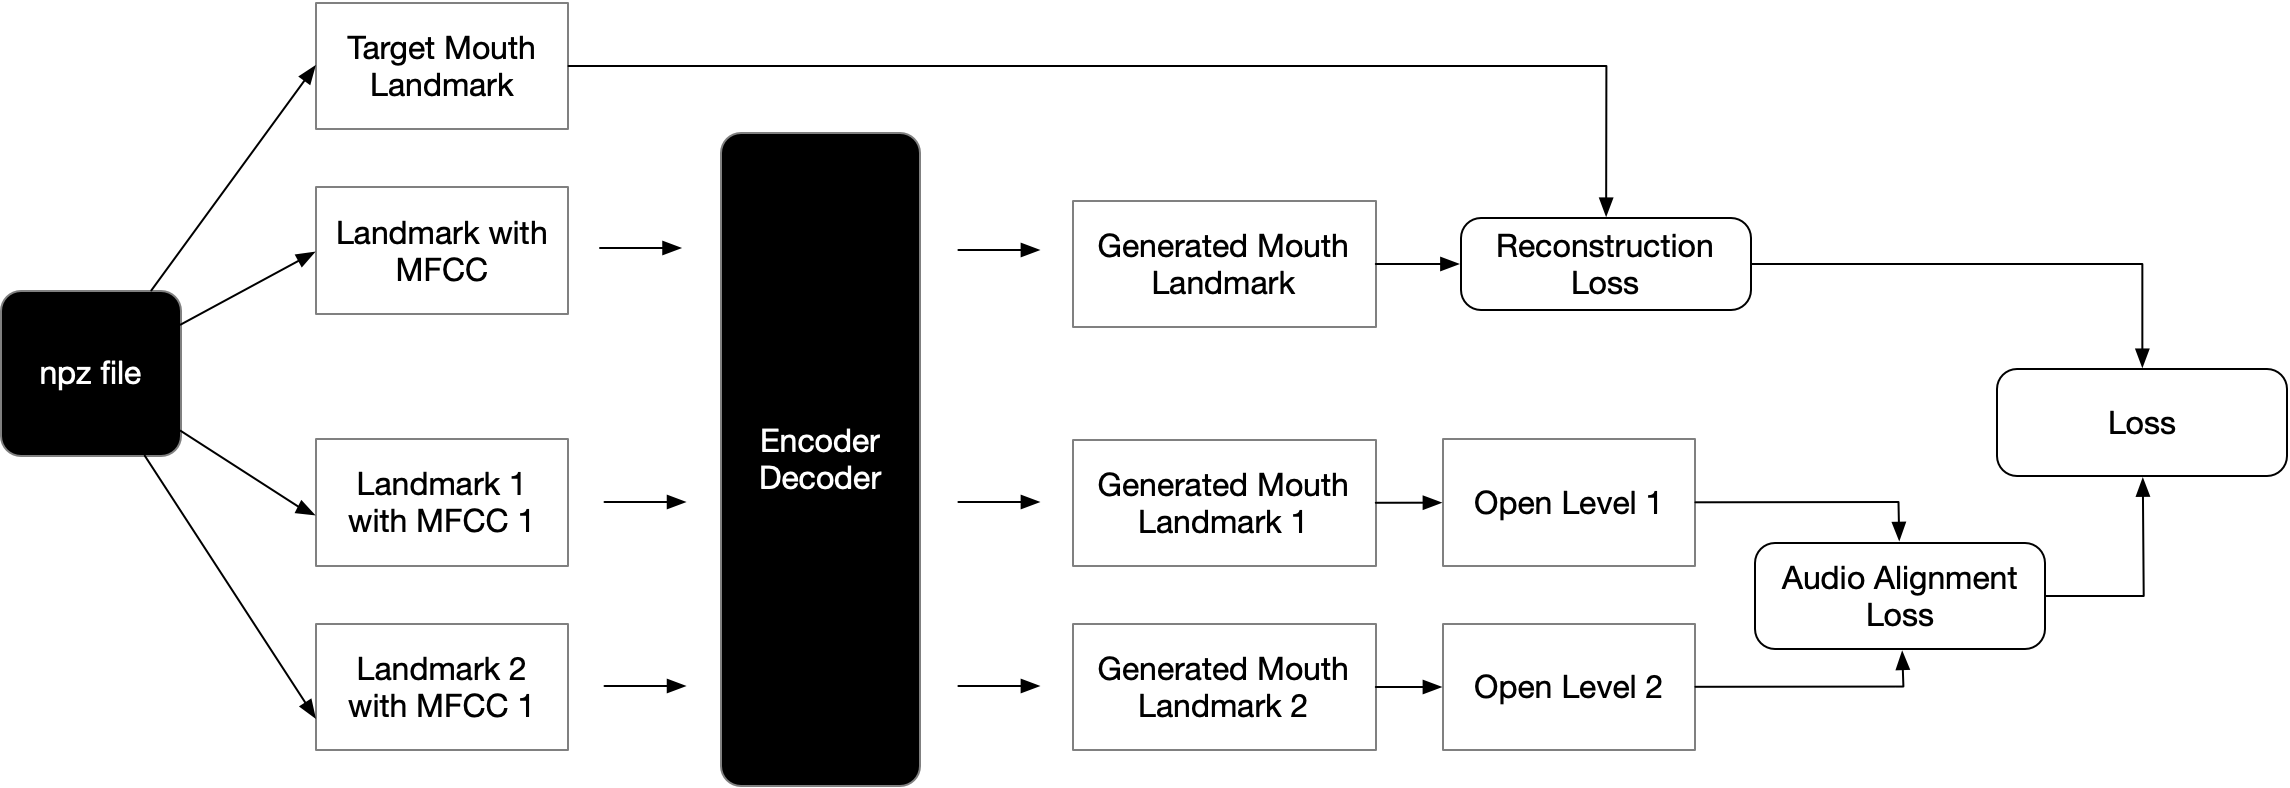 Target Mouth
Landmark
Landmark with
MFCC
npz file
Landmark 1
with MFCC 1
Landmark 2
with MFCC 1
Encoder
Decoder
Generated Mouth
Landmark
Reconstruction
Loss
Generated Mouth
Landmark 1
Open Level 1
Generated Mouth
Landmark 2
Open Level 2
Audio Alignment
Loss
Loss